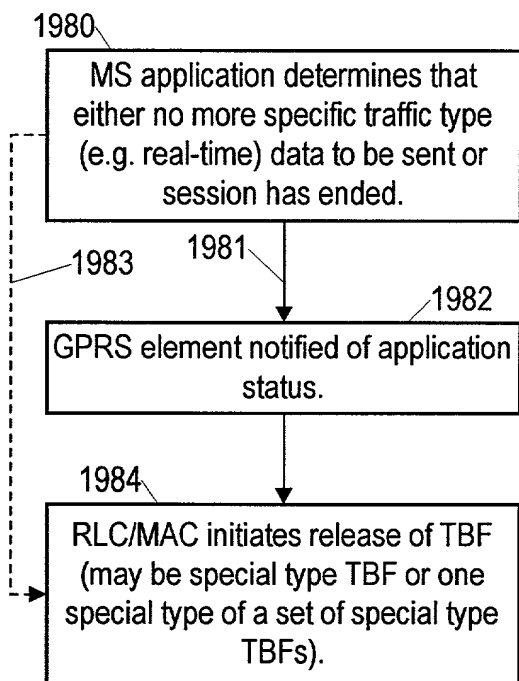 1980
MS application determines that
either no more specific traffic type
(e.g. real-time) data to be sent or
session has ended.
1981
1983
1982
GPRS element notified of application
status.
1984
RLC/MAC initiates release of TBF
(may be special type TBF or one
special type of a set of special type
TBFs).